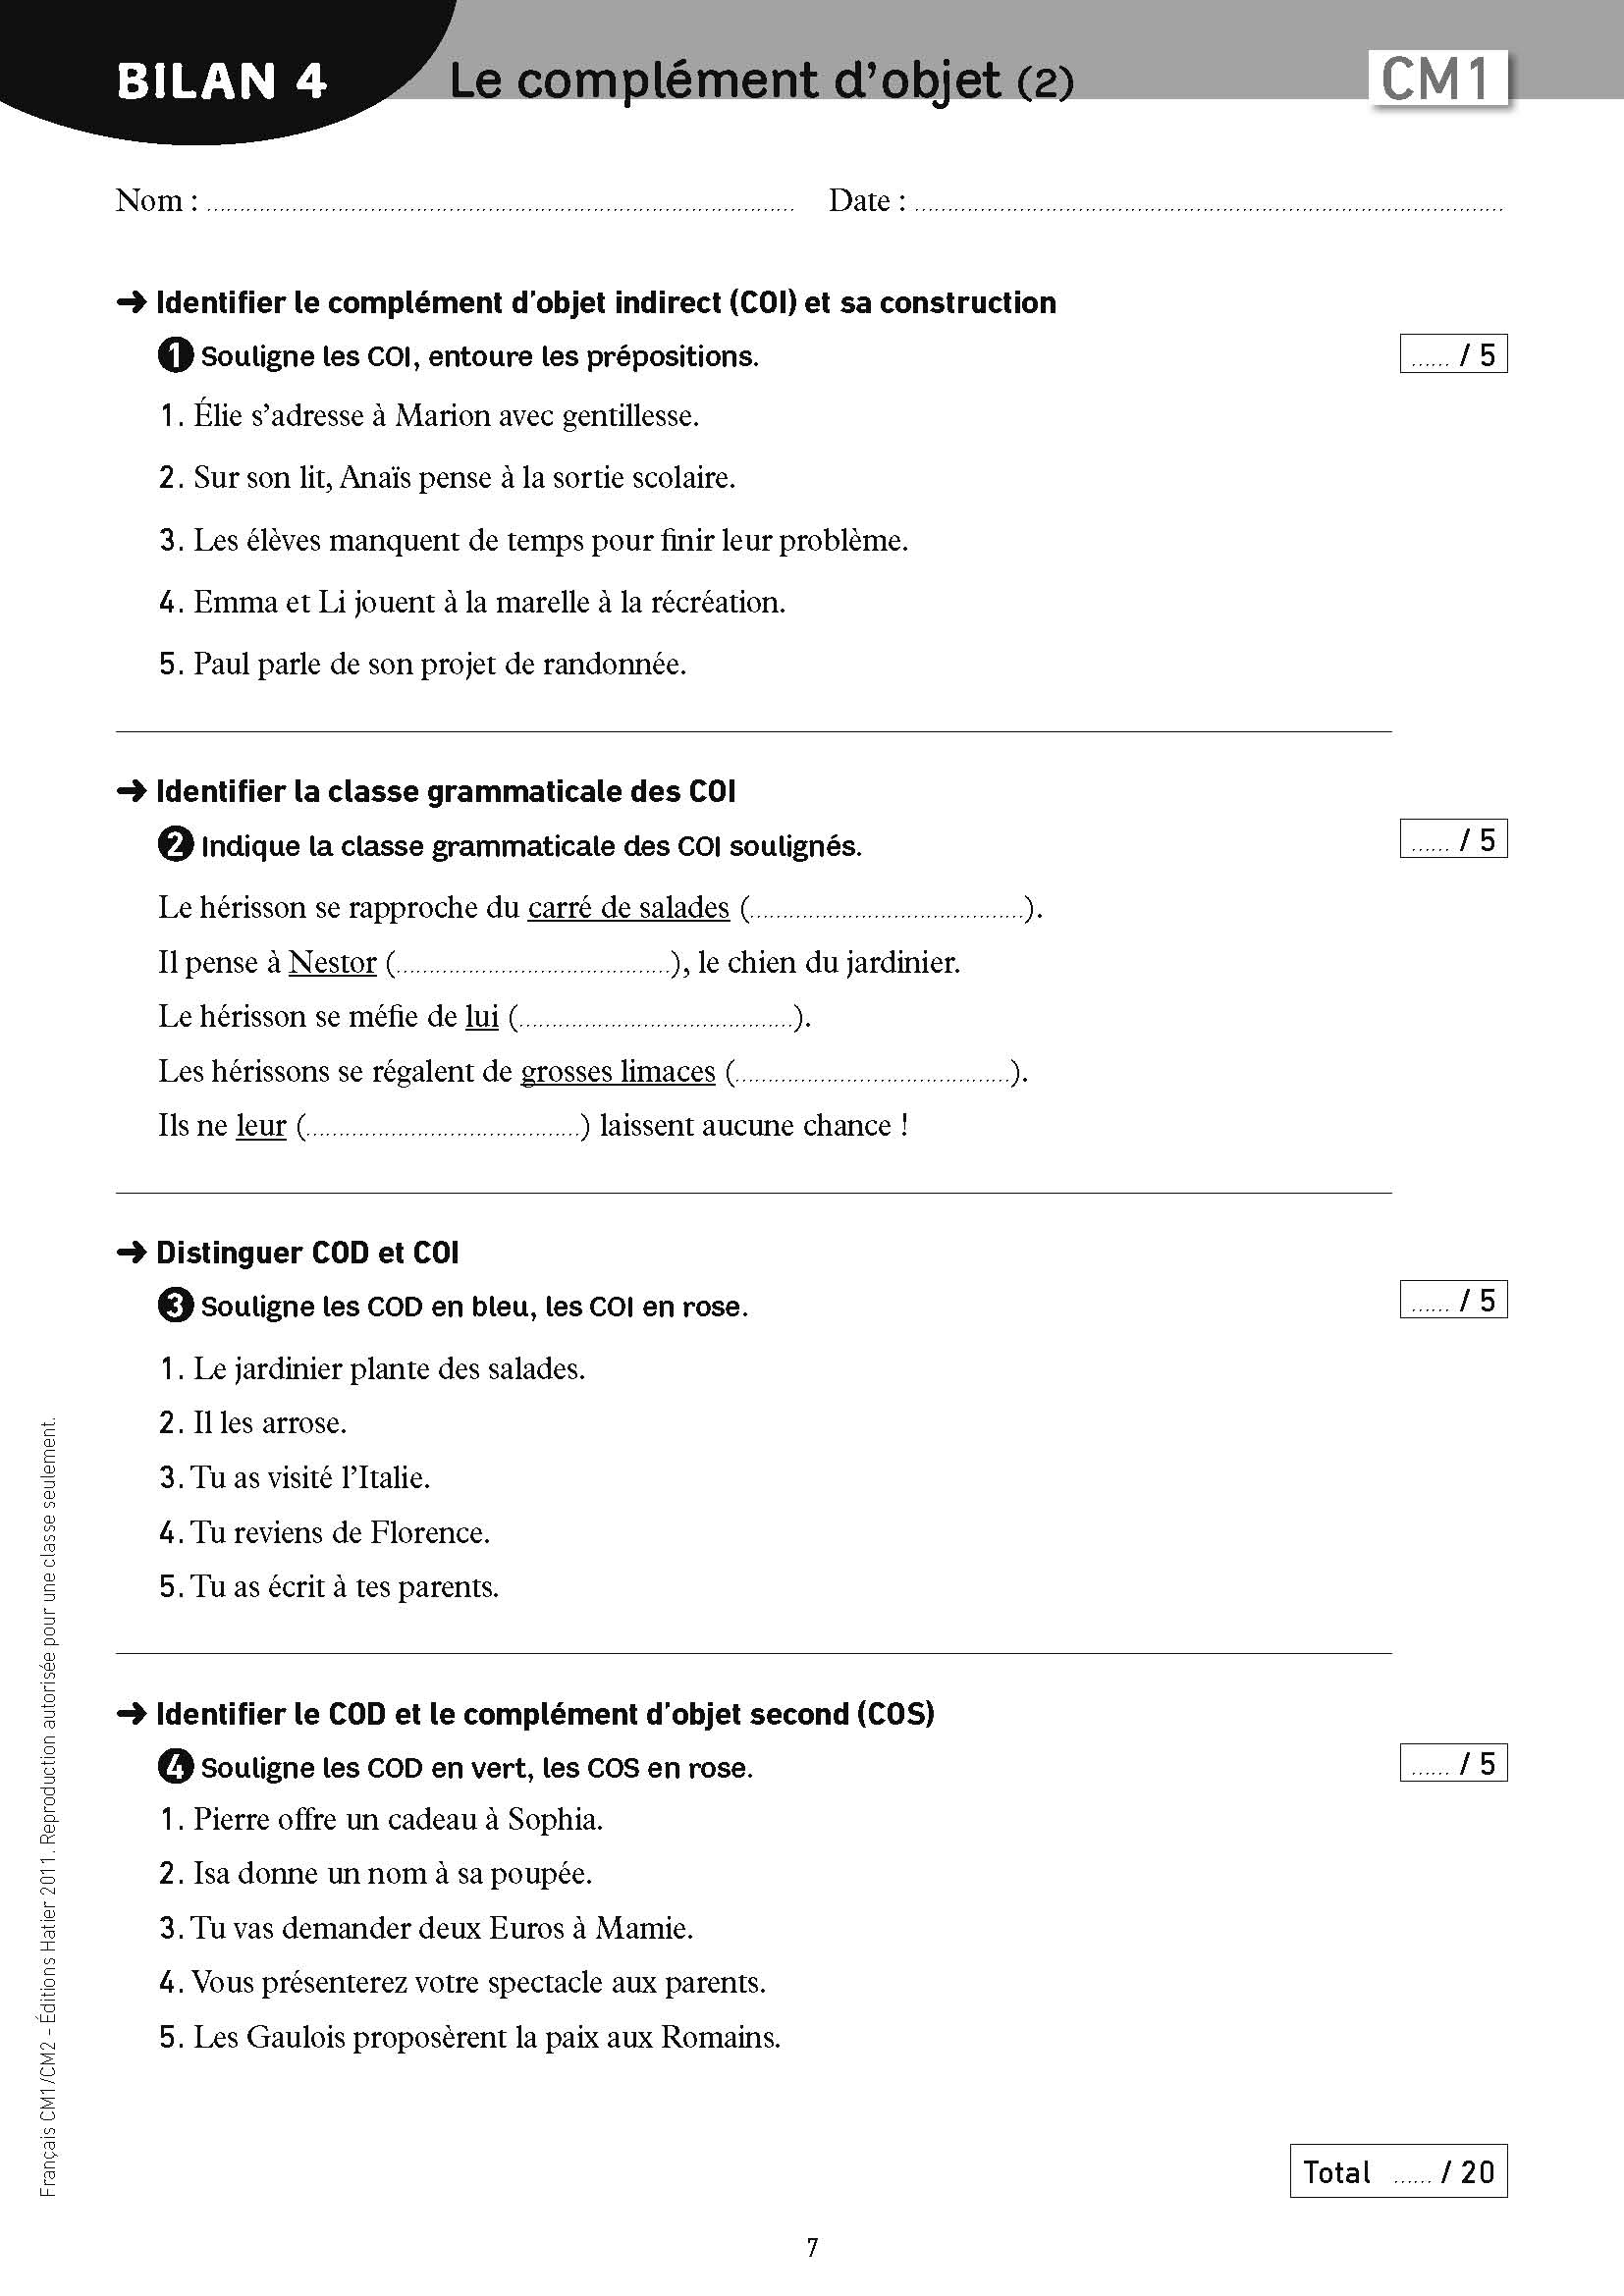 BILAN 4 Le complément d'objet (2) CM1
Nom : .......................................................................................... Date : ..........................................................................................
➜ Identifier le complément d'objet indirect (COI) et sa construction
1 Souligne les COI, entoure les prépositions. ...... / 5
1. Élie s'adresse à Marion avec gentillesse.
2. Sur son lit, Anaïs pense à la sortie scolaire.
3. Les élèves manquent de temps pour finir leur problème.
4. Emma et Li jouent à la marelle à la récréation.
5. Paul parle de son projet de randonnée.
➜ Identifier la classe grammaticale des COI
2 Indique la classe grammaticale des COI soulignés. ...... / 5
Le hérisson se rapproche du carré de salades (..........................................).
Il pense à Nestor (..........................................), le chien du jardinier.
Le hérisson se méfie de lui (..........................................).
Les hérissons se régalent de grosses limaces (..........................................).
Ils ne leur (..........................................) laissent aucune chance !
➜ Distinguer COD et COI
3 Souligne les COD en bleu, les COI en rose. ...... / 5
1. Le jardinier plante des salades.
2. Il les arrose.
3. Tu as visité l'Italie.
4. Tu reviens de Florence.
5. Tu as écrit à tes parents.
➜ Identifier le COD et le complément d'objet second (COS)
4 Souligne les COD en vert, les COS en rose. ...... / 5
1. Pierre offre un cadeau à Sophia.
2. Isa donne un nom à sa poupée.
3. Tu vas demander deux Euros à Mamie.
4. Vous présenterez votre spectacle aux parents.
5. Les Gaulois proposèrent la paix aux Romains.
Total ...... / 20
Français CM1/CM2 – Éditions Hatier 2011. Reproduction autorisée pour une classe seulement.
7